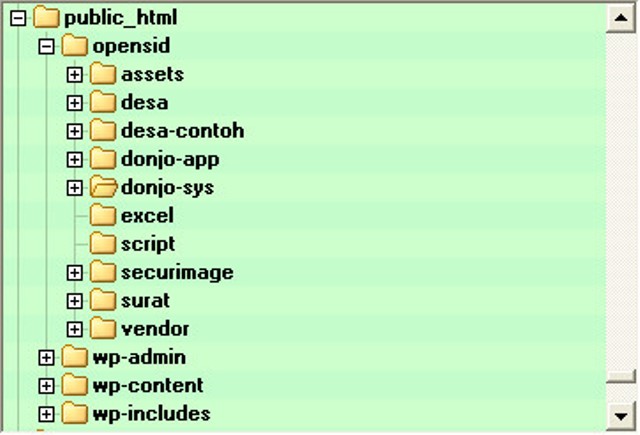 public_html
opensid
assets
desa
desa-contoh
donjo-app
donjo-sys
excel
script
securimage
surat
vendor
wp-admin
wp-content
wp-includes